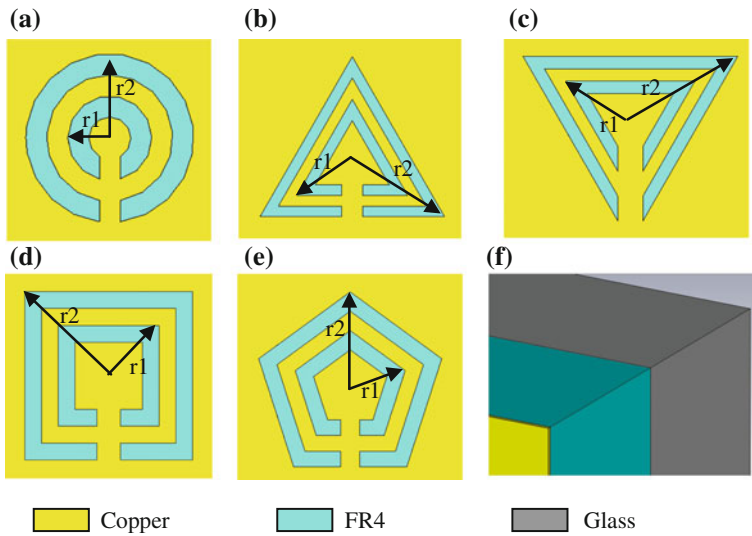 (a)
r2
r1
(b)
r1
r2
(c)
r2
r1
(d)
r2
r1
(e)
r2
r1
(f)
Copper
FR4
Glass